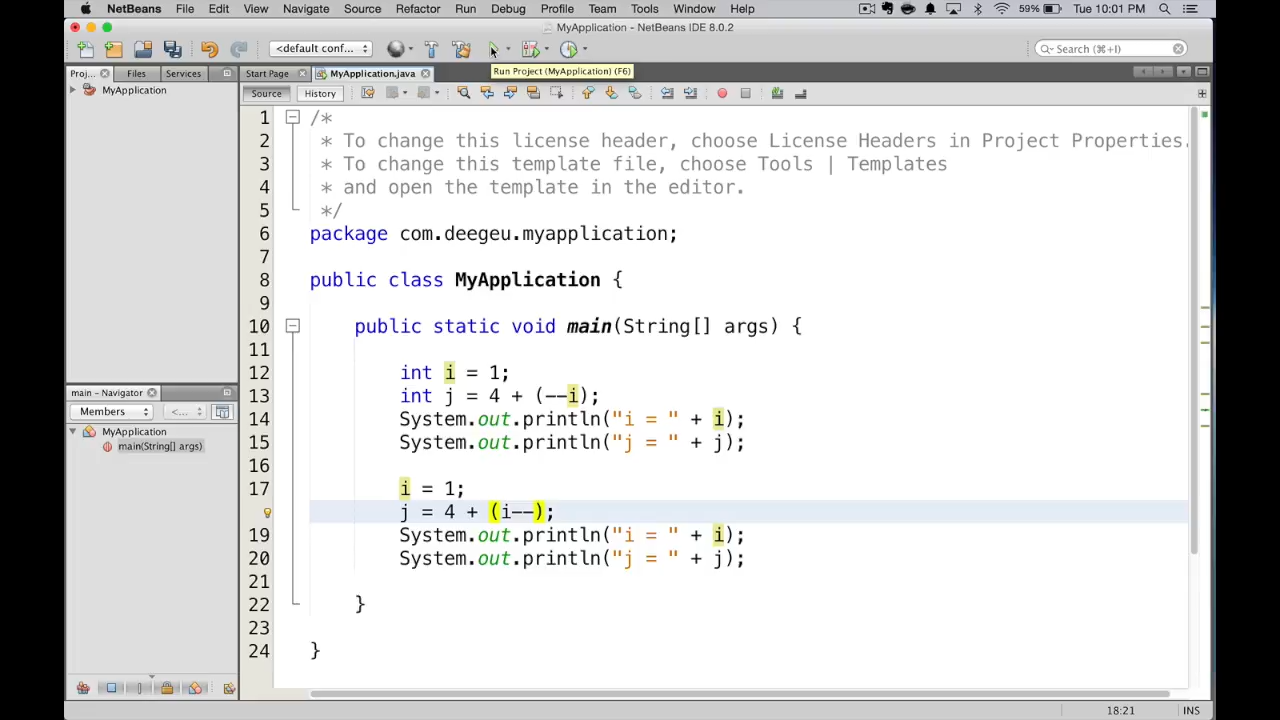 NetBeans File Edit View Navigate Source Refactor Run Debug Profile Team Tools Window Help 59% Tue 10:01 PM
MyApplication - NetBeans IDE 8.0.2
<default conf... Search (⌘+I)
Run Project (MyApplication) (F6)
Proj... Files Services Start Page MyApplication.java
Source History
MyApplication
1 /*
2 * To change this license header, choose License Headers in Project Properties.
3 * To change this template file, choose Tools | Templates
4 * and open the template in the editor.
5 */
6 package com.deegeu.myapplication;
7
8 public class MyApplication {
9
10 public static void main(String[] args) {
11
12 int i = 1;
13 int j = 4 + (--i);
14 System.out.println("i = " + i);
15 System.out.println("j = " + j);
16
17 i = 1;
j = 4 + (i--);
19 System.out.println("i = " + i);
20 System.out.println("j = " + j);
21
22 }
23
24 }
main - Navigator
Members <...
MyApplication
main(String[] args)
18:21 INS